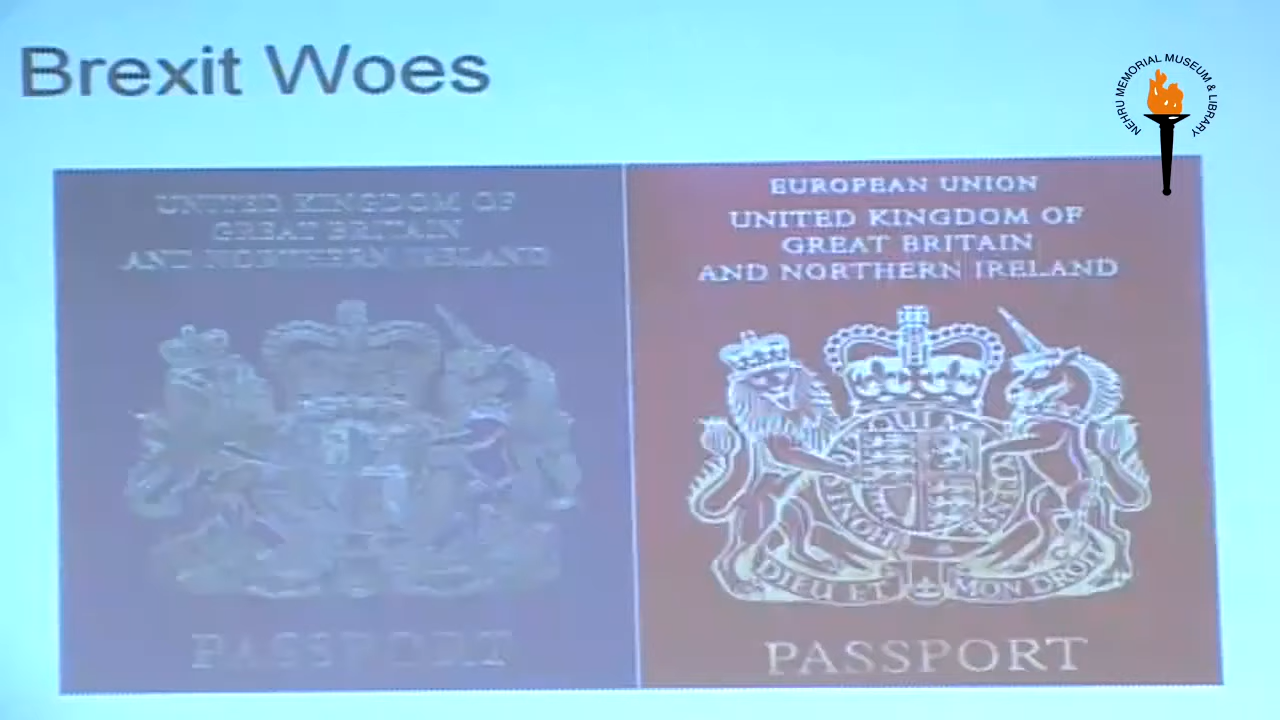 Brexit Woes
NEHRU MEMORIAL MUSEUM & LIBRARY
UNITED KINGDOM OF
GREAT BRITAIN
AND NORTHERN IRELAND
PASSPORT
EUROPEAN UNION
UNITED KINGDOM OF
GREAT BRITAIN
AND NORTHERN IRELAND
DIEU ET MON DROIT
PASSPORT